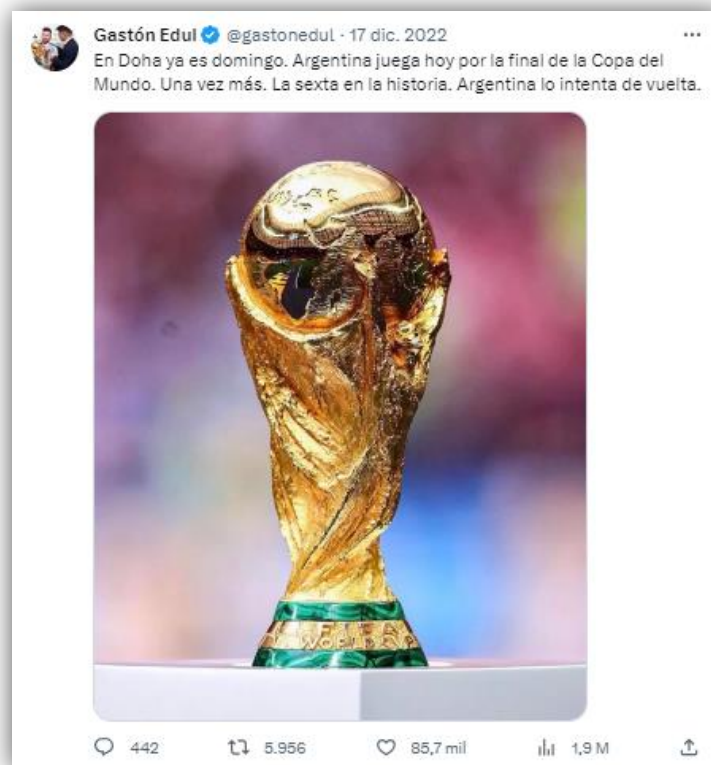 Gastón Edul @gastonedul · 17 dic. 2022
En Doha ya es domingo. Argentina juega hoy por la final de la Copa del
Mundo. Una vez más. La sexta en la historia. Argentina lo intenta de vuelta.
FIFA
WORLD CUP
442 5.956 85,7 mil 1,9 M